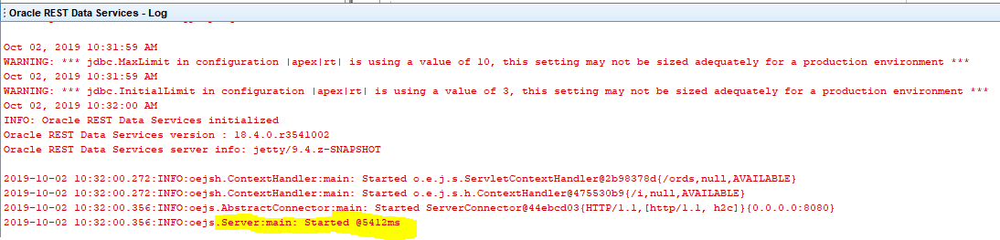 Oracle REST Data Services - Log
Oct 02, 2019 10:31:59 AM
WARNING: *** jdbc.MaxLimit in configuration |apex|rt| is using a value of 10, this setting may not be sized adequately for a production environment ***
Oct 02, 2019 10:31:59 AM
WARNING: *** jdbc.InitialLimit in configuration |apex|rt| is using a value of 3, this setting may not be sized adequately for a production environment ***
Oct 02, 2019 10:32:00 AM
INFO: Oracle REST Data Services initialized
Oracle REST Data Services version : 18.4.0.r3541002
Oracle REST Data Services server info: jetty/9.4.z-SNAPSHOT
2019-10-02 10:32:00.272:INFO:oejsh.ContextHandler:main: Started o.e.j.s.ServletContextHandler@2b98378d{/ords,null,AVAILABLE}
2019-10-02 10:32:00.272:INFO:oejsh.ContextHandler:main: Started o.e.j.s.h.ContextHandler@475530b9{/i,null,AVAILABLE}
2019-10-02 10:32:00.356:INFO:oejs.AbstractConnector:main: Started ServerConnector@44ebcd03{HTTP/1.1,[http/1.1, h2c]}{0.0.0.0:8080}
2019-10-02 10:32:00.356:INFO:oejs.Server:main: Started @5412ms